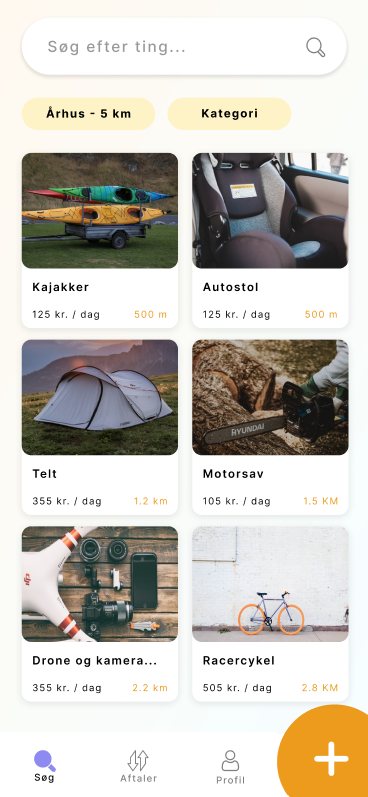 Søg efter ting...
Århus - 5 km
Kategori
Kajakker
125 kr. / dag
500 m
Autostol
125 kr. / dag
500 m
HYUNDAI
Telt
355 kr. / dag
1.2 km
Motorsav
105 kr. / dag
1.5 KM
dji
Drone og kamera...
355 kr. / dag
2.2 km
Racercykel
505 kr. / dag
2.8 KM
Søg
Aftaler
Profil